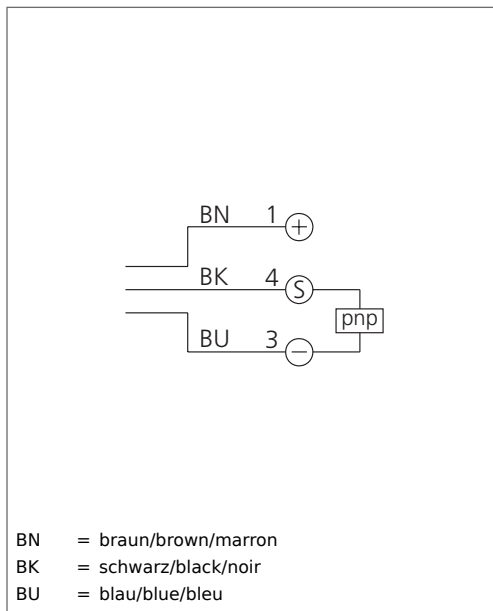 BN 1 +
BK 4 S
pnp
BU 3 −
BN = braun/brown/marron
BK = schwarz/black/noir
BU = blau/blue/bleu